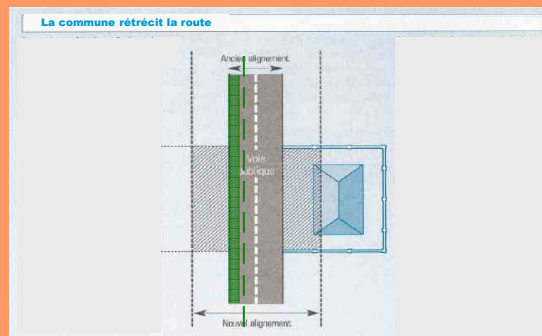 La commune rétrécit la route
Ancien alignement
Voie
publique
Nouvel alignement